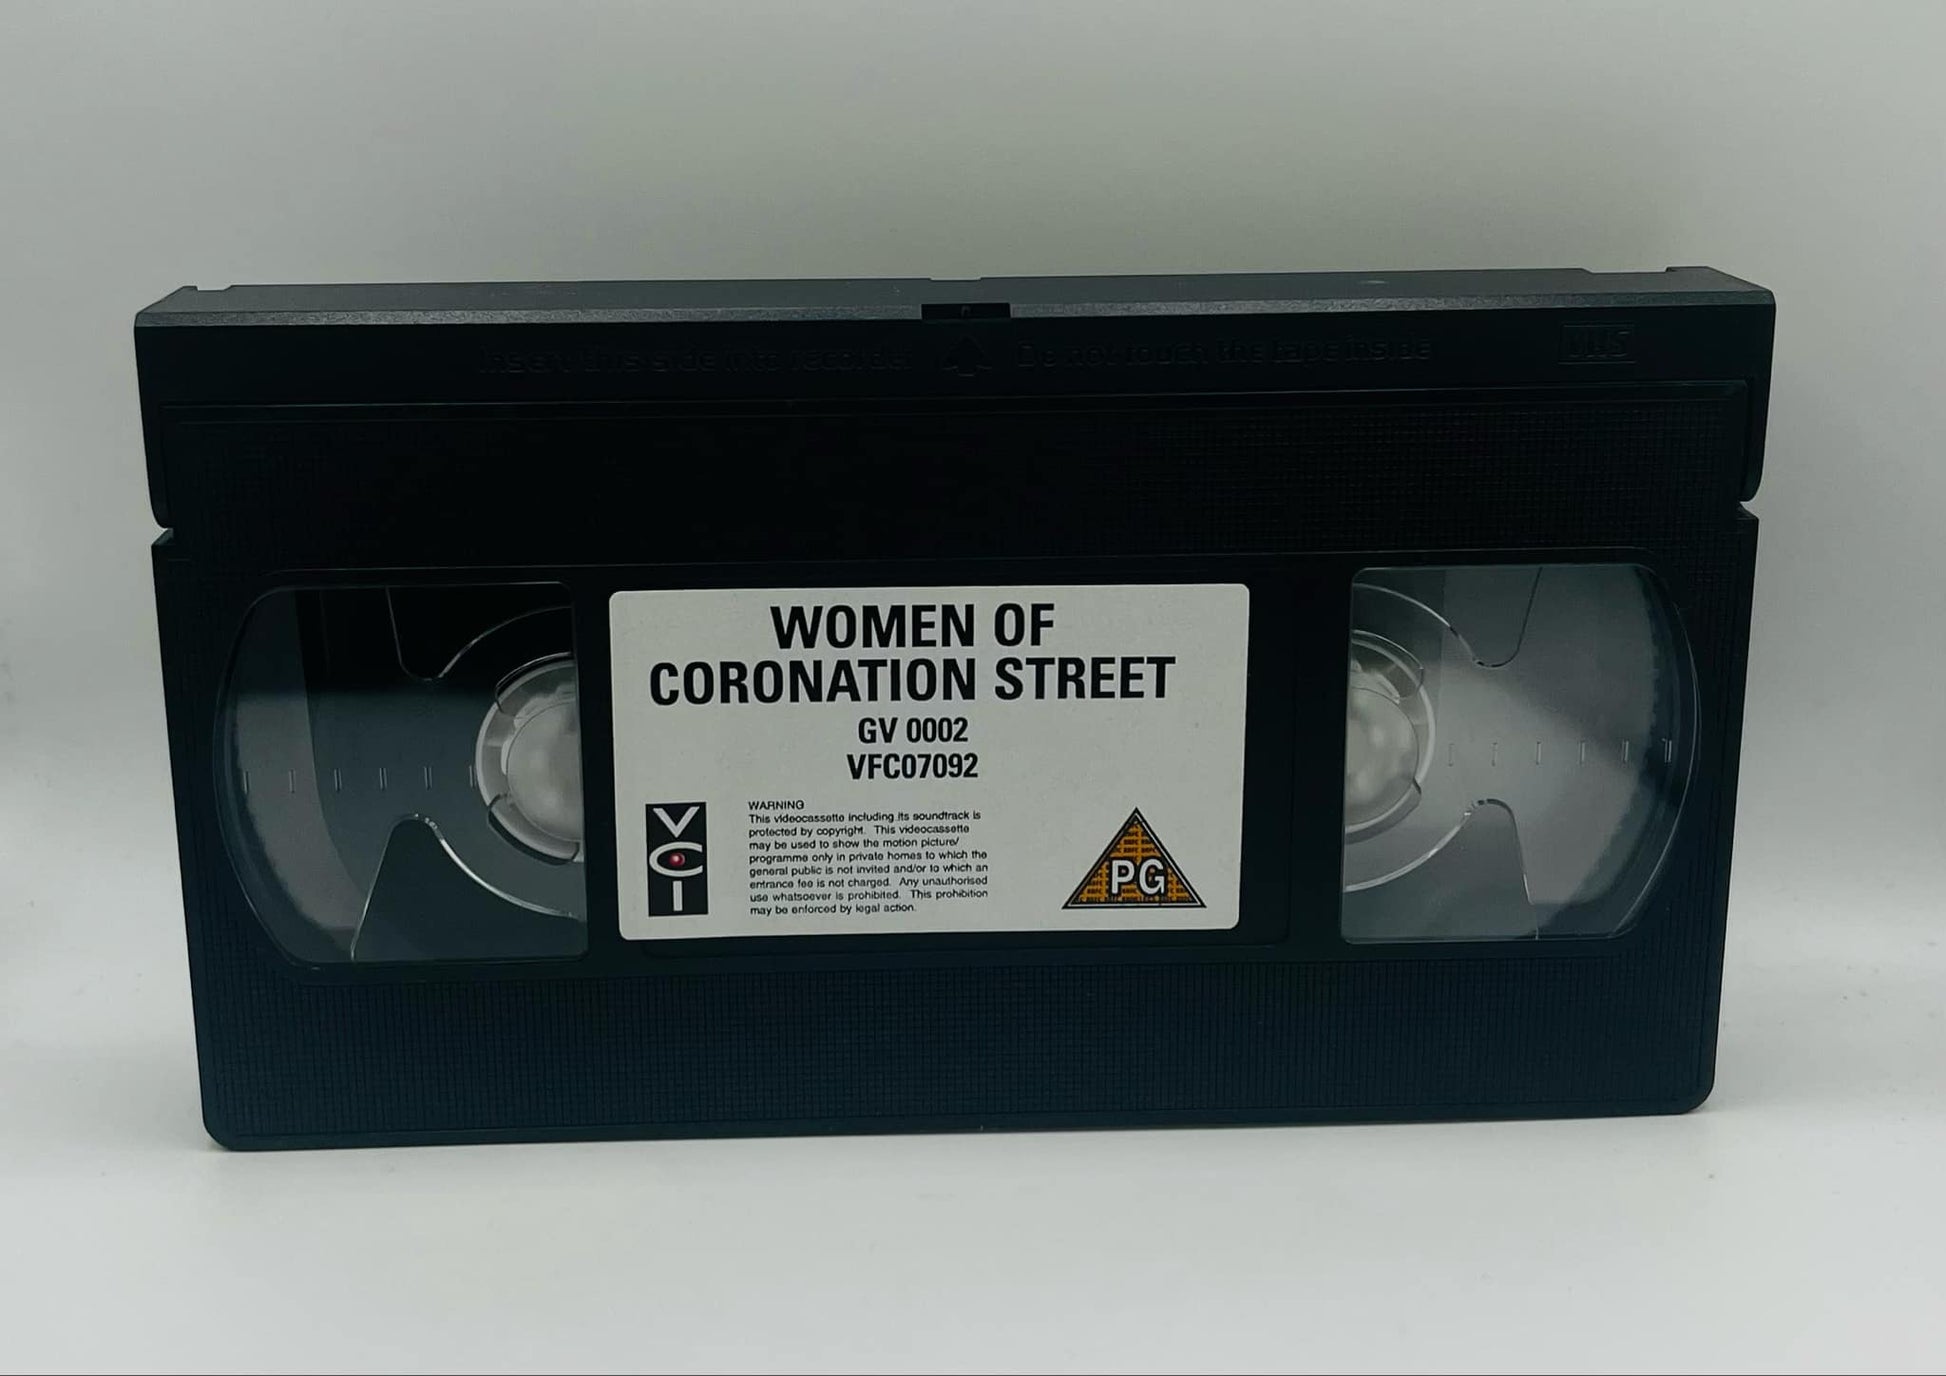 Insert this side into recorder Do not touch the tape inside VHS
WOMEN OF
CORONATION STREET
GV 0002
VFC07092
VCI
WARNING
This videocassette including its soundtrack is
protected by copyright. This videocassette
may be used to show the motion picture/
programme only in private homes to which the
general public is not invited and/or to which an
entrance fee is not charged. Any unauthorised
use whatsoever is prohibited. This prohibition
may be enforced by legal action.
PG